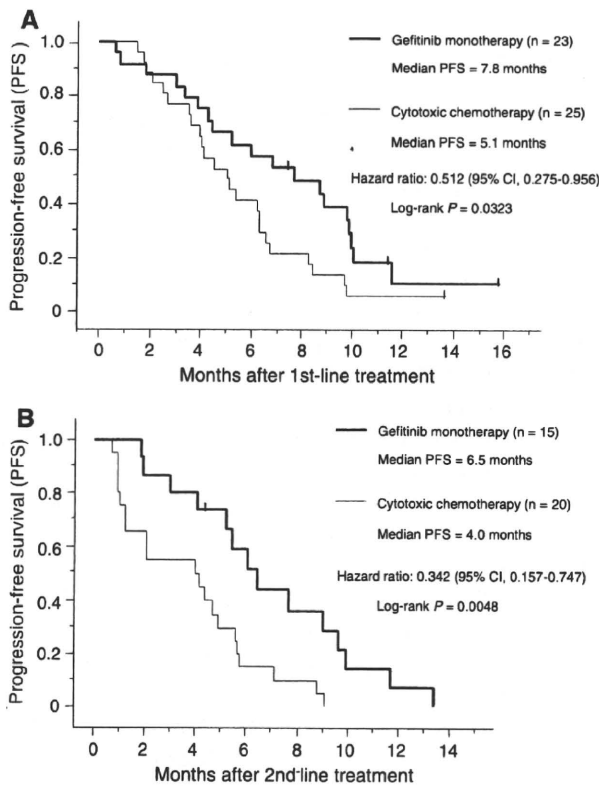 A
Progression-free survival (PFS)
1.0
0.8
0.6
0.4
0.2
0
Gefitinib monotherapy (n = 23)
Median PFS = 7.8 months
Cytotoxic chemotherapy (n = 25)
Median PFS = 5.1 months
Hazard ratio: 0.512 (95% CI, 0.275-0.956)
Log-rank P = 0.0323
0 2 4 6 8 10 12 14 16
Months after 1st-line treatment
B
Progression-free survival (PFS)
1.0
0.8
0.6
0.4
0.2
0
Gefitinib monotherapy (n = 15)
Median PFS = 6.5 months
Cytotoxic chemotherapy (n = 20)
Median PFS = 4.0 months
Hazard ratio: 0.342 (95% CI, 0.157-0.747)
Log-rank P = 0.0048
0 2 4 6 8 10 12 14
Months after 2nd-line treatment